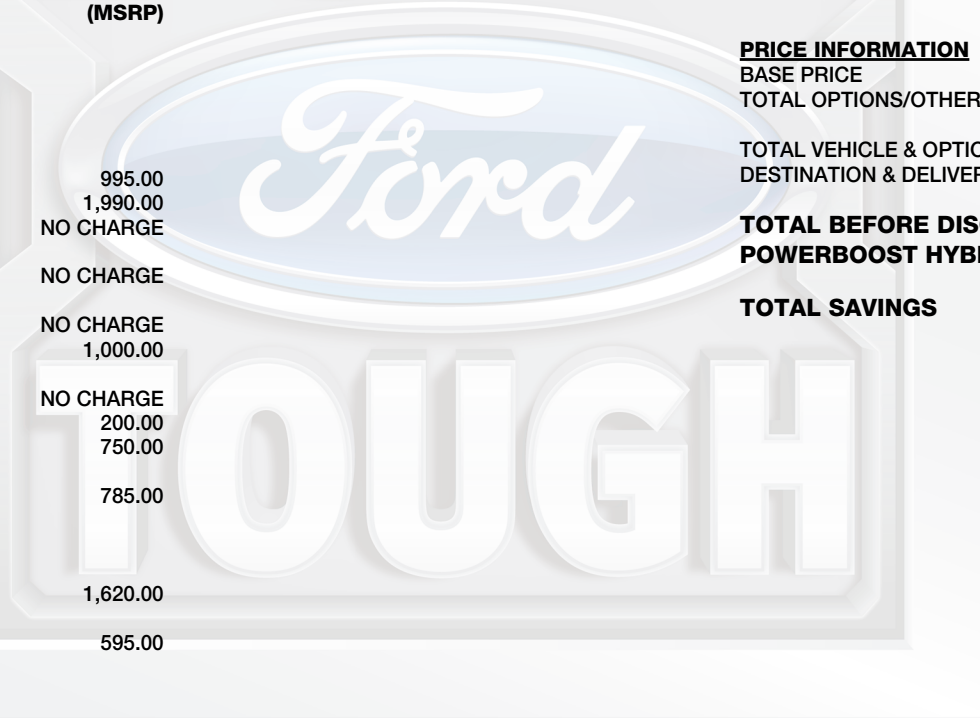 (MSRP)
995.00
1,990.00
NO CHARGE
NO CHARGE
NO CHARGE
1,000.00
NO CHARGE
200.00
750.00
785.00
1,620.00
595.00
PRICE INFORMATION
BASE PRICE
TOTAL OPTIONS/OTHER
TOTAL VEHICLE & OPTIO
DESTINATION & DELIVER
TOTAL BEFORE DIS
POWERBOOST HYB
TOTAL SAVINGS
Ford
TOUGH